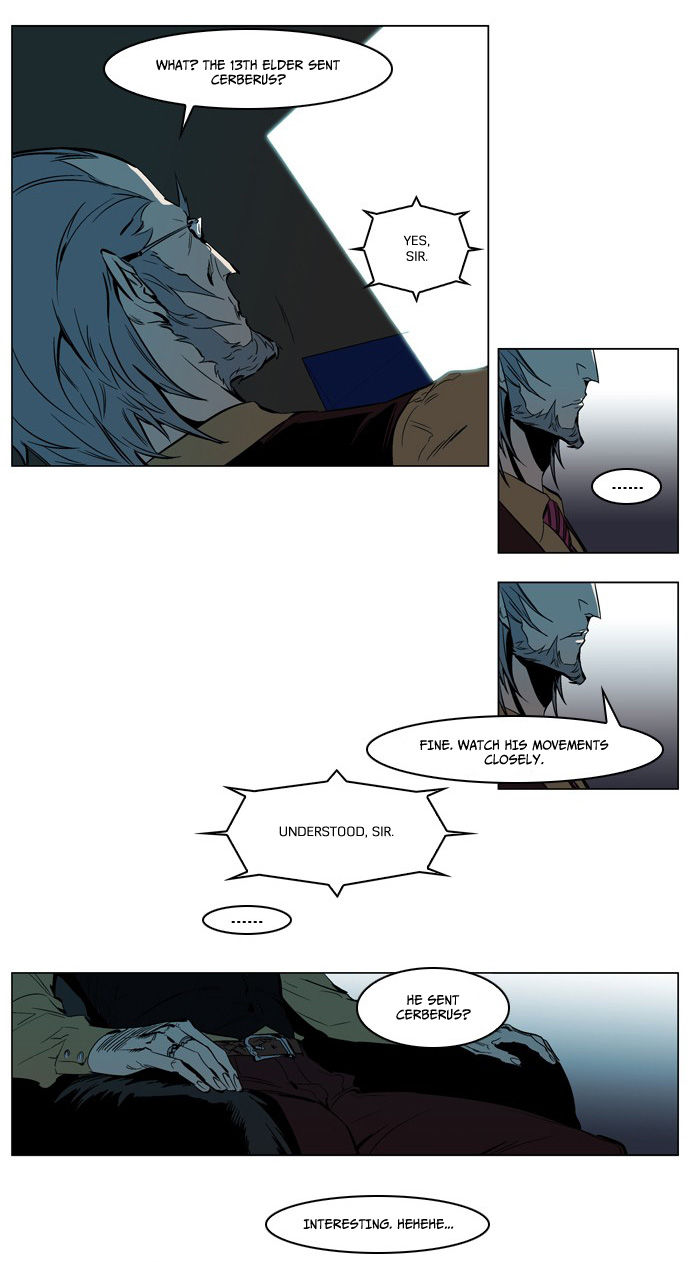 WHAT? THE 13TH ELDER SENT
CERBERUS?
YES,
SIR.
------
FINE. WATCH HIS MOVEMENTS
CLOSELY.
UNDERSTOOD, SIR.
------
HE SENT
CERBERUS?
INTERESTING. HEHEHE...